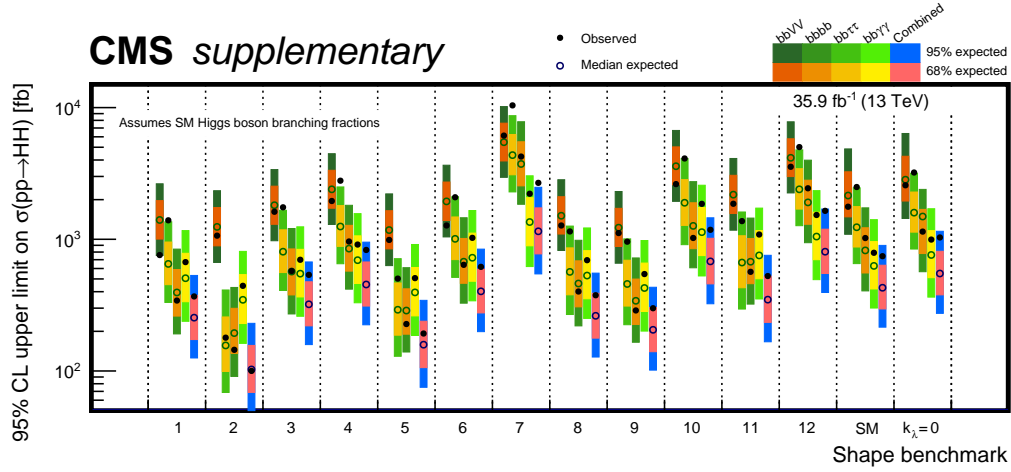 CMS supplementary
Observed
Median expected
bbVV bbbb bbττ bbγγ Combined
95% expected
68% expected
35.9 fb⁻¹ (13 TeV)
Assumes SM Higgs boson branching fractions
95% CL upper limit on σ(pp→HH) [fb]
10⁴
10³
10²
1 2 3 4 5 6 7 8 9 10 11 12 SM k_λ=0
Shape benchmark